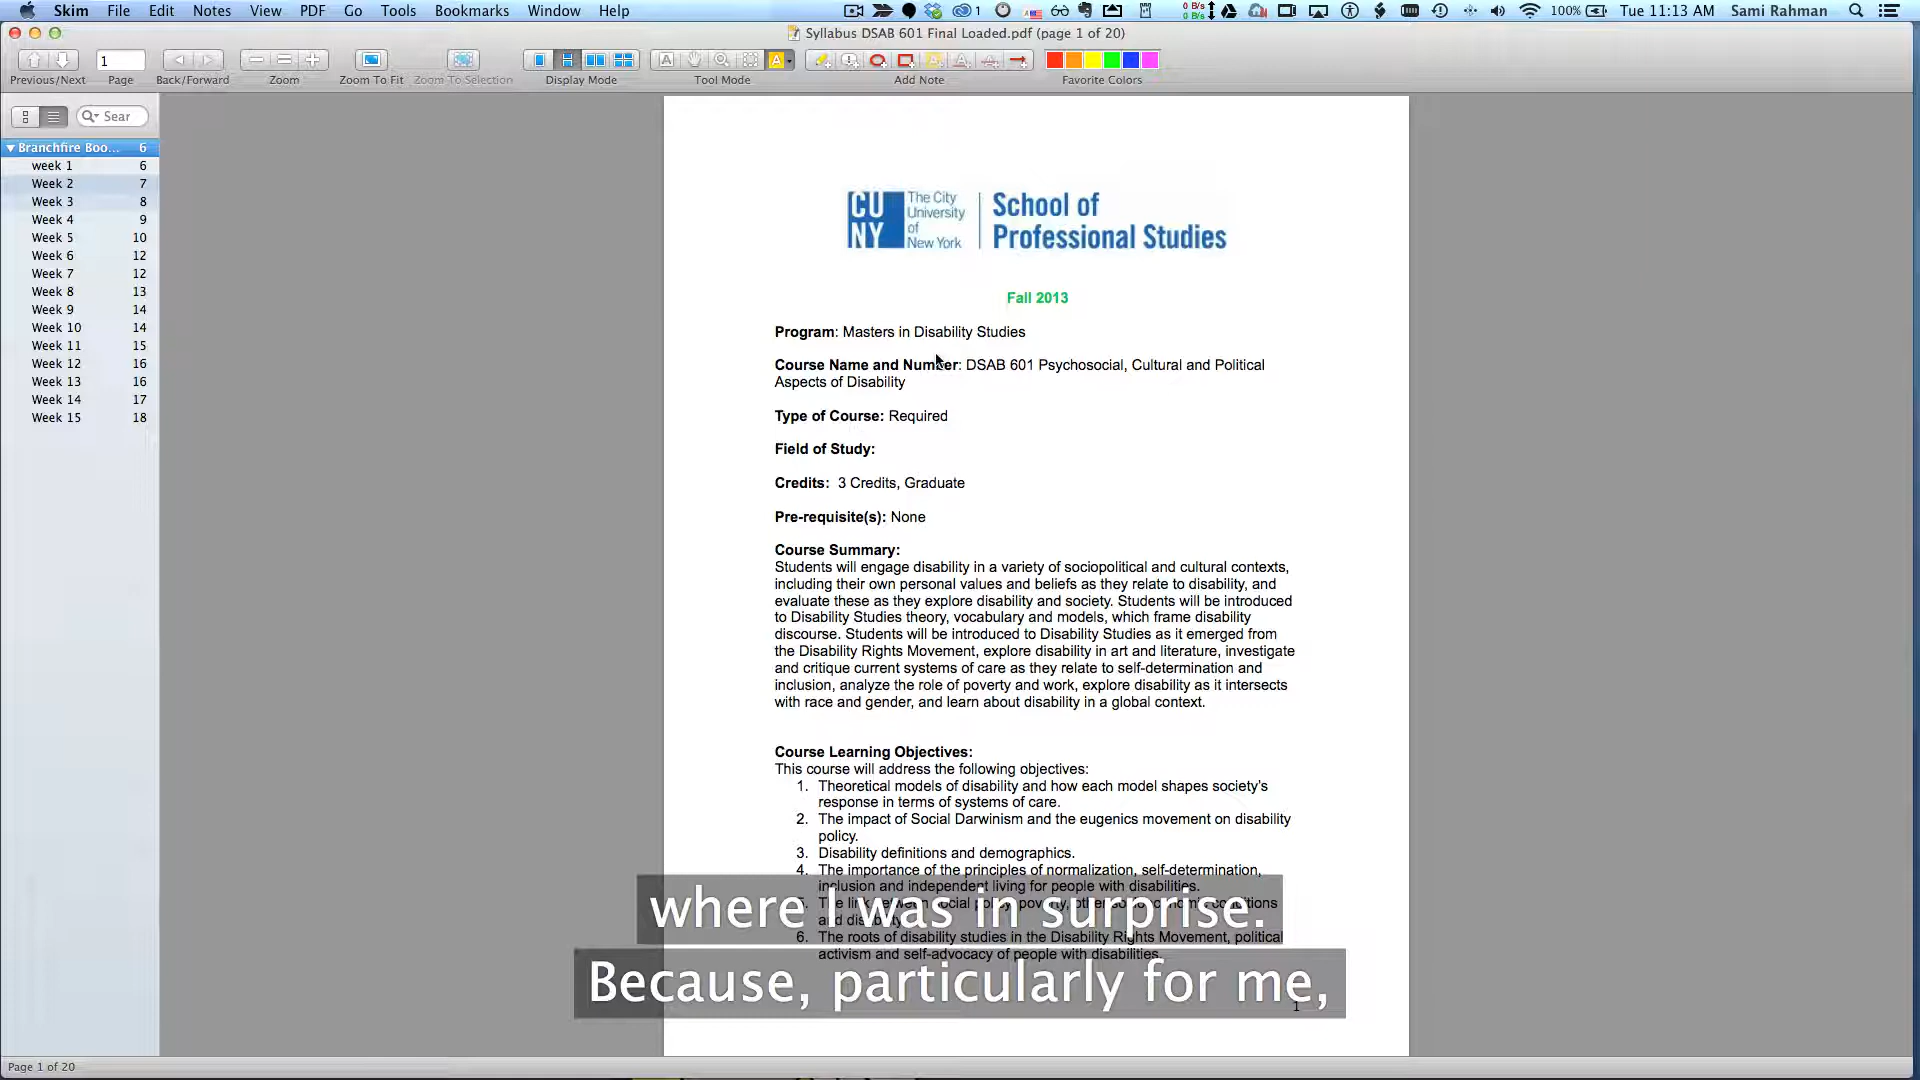 Skim File Edit Notes View PDF Go Tools Bookmarks Window Help 1 0 B/s 0 B/s 100% Tue 11:13 AM Sami Rahman
Syllabus DSAB 601 Final Loaded.pdf (page 1 of 20)
1
Previous/Next Page Back/Forward Zoom Zoom To Fit Zoom To Selection Display Mode Tool Mode Add Note Favorite Colors
Sear
Branchfire Boo... 6
week 1 6
Week 2 7
Week 3 8
Week 4 9
Week 5 10
Week 6 12
Week 7 12
Week 8 13
Week 9 14
Week 10 14
Week 11 15
Week 12 16
Week 13 16
Week 14 17
Week 15 18
CU
NY
The City
University
of
New York
School of
Professional Studies
Fall 2013
Program: Masters in Disability Studies
Course Name and Number: DSAB 601 Psychosocial, Cultural and Political
Aspects of Disability
Type of Course: Required
Field of Study:
Credits: 3 Credits, Graduate
Pre-requisite(s): None
Course Summary:
Students will engage disability in a variety of sociopolitical and cultural contexts,
including their own personal values and beliefs as they relate to disability, and
evaluate these as they explore disability and society. Students will be introduced
to Disability Studies theory, vocabulary and models, which frame disability
discourse. Students will be introduced to Disability Studies as it emerged from
the Disability Rights Movement, explore disability in art and literature, investigate
and critique current systems of care as they relate to self-determination and
inclusion, analyze the role of poverty and work, explore disability as it intersects
with race and gender, and learn about disability in a global context.
Course Learning Objectives:
This course will address the following objectives:
1. Theoretical models of disability and how each model shapes society's
response in terms of systems of care.
2. The impact of Social Darwinism and the eugenics movement on disability
policy.
3. Disability definitions and demographics.
4. The importance of the principles of normalization, self-determination,
inclusion and independent living for people with disabilities.
5. The link between social policy, poverty, other conditions
and
6. The roots of disability studies in the Disability Rights Movement, political
activism and self-advocacy of people with disabilities.
where I was in surprise.
Because, particularly for me,
1
Page 1 of 20